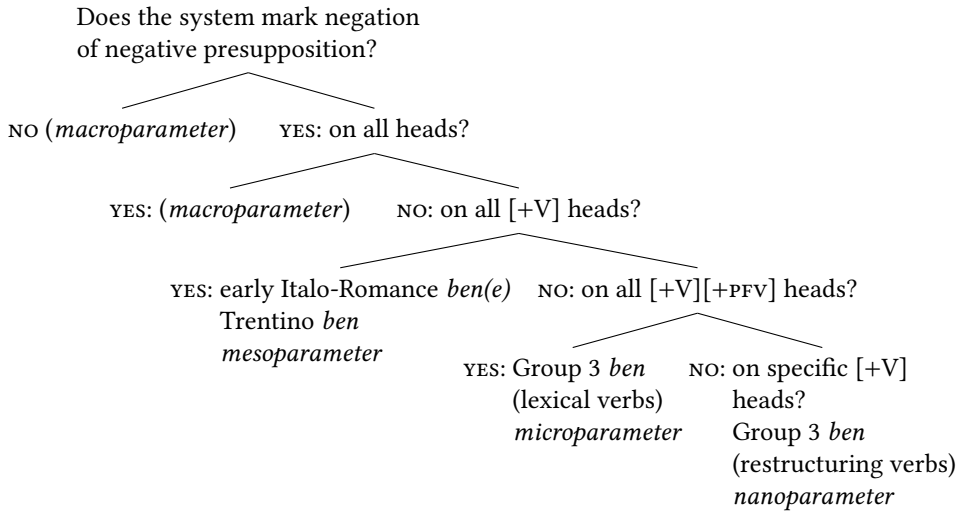 Does the system mark negation
of negative presupposition?
NO (macroparameter) YES: on all heads?
YES: (macroparameter) NO: on all [+V] heads?
YES: early Italo-Romance ben(e) NO: on all [+V][+PFV] heads?
Trentino ben
mesoparameter
YES: Group 3 ben NO: on specific [+V]
(lexical verbs) heads?
microparameter Group 3 ben
(restructuring verbs)
nanoparameter